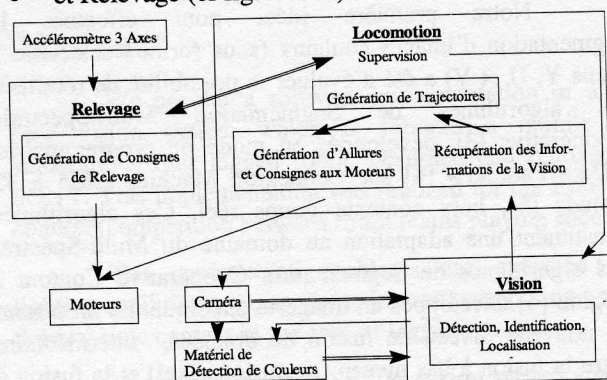 et Relevage
Accéléromètre 3 Axes
Locomotion
Supervision
Relevage
Génération de Trajectoires
Génération de Consignes
de Relevage
Génération d'Allures
et Consignes aux Moteurs
Récupération des Infor-
-mations de la Vision
Moteurs
Caméra
Vision
Détection, Identification,
Localisation
Matériel de
Détection de Couleurs